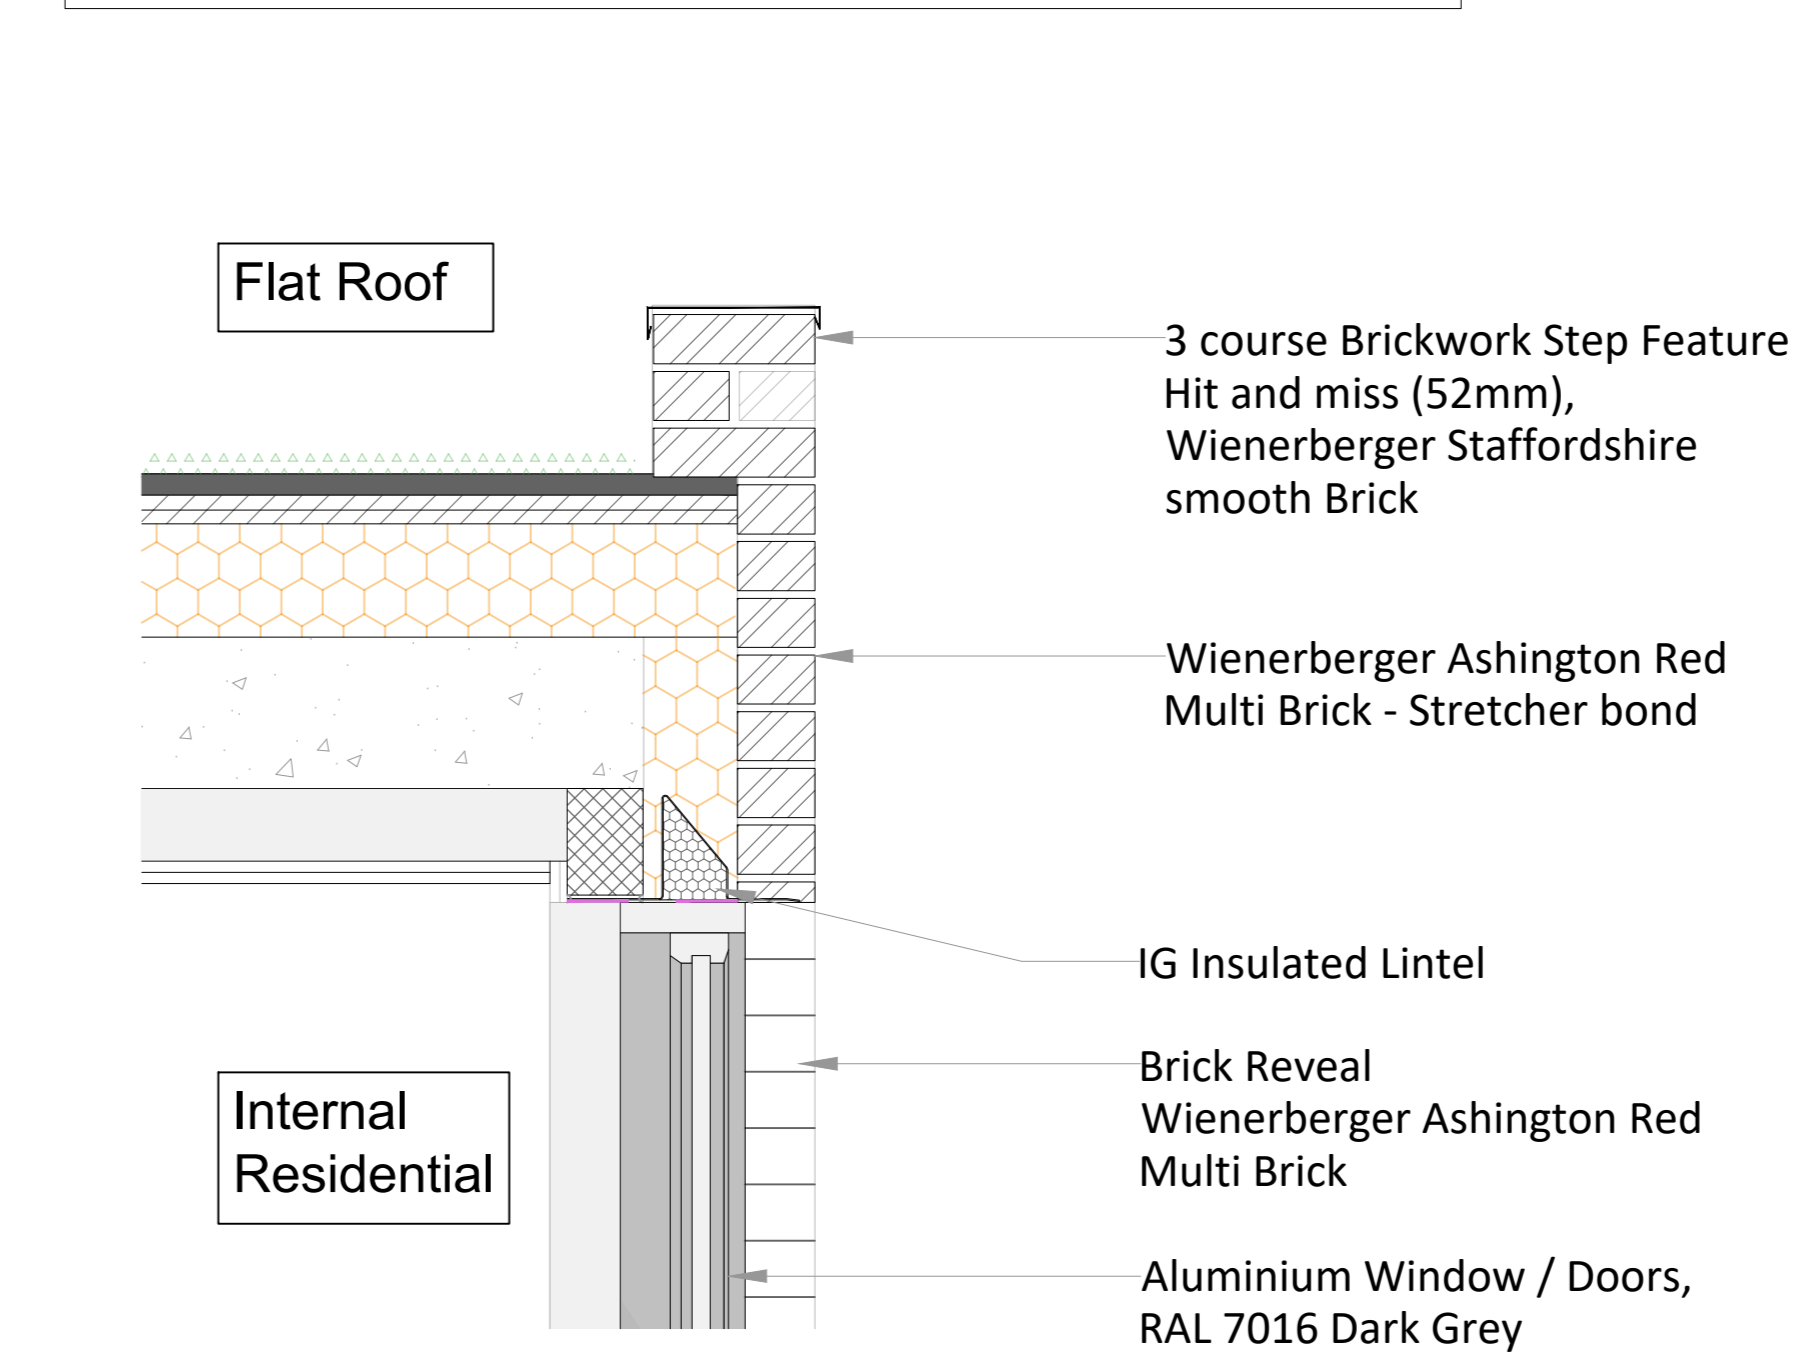 Flat Roof
3 course Brickwork Step Feature
Hit and miss (52mm),
Wienerberger Staffordshire
smooth Brick
Wienerberger Ashington Red
Multi Brick - Stretcher bond
IG Insulated Lintel
Brick Reveal
Wienerberger Ashington Red
Multi Brick
Internal
Residential
Aluminium Window / Doors,
RAL 7016 Dark Grey